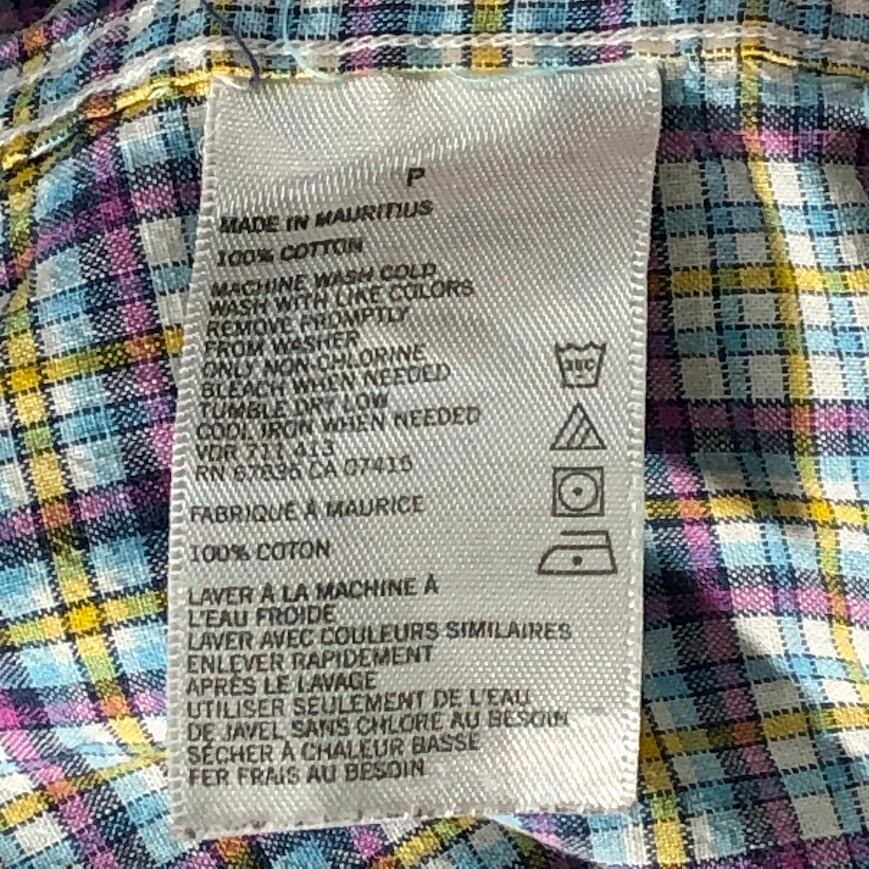 P
MADE IN MAURITIUS
100% COTTON
MACHINE WASH COLD
WASH WITH LIKE COLORS
REMOVE PROMPTLY
FROM WASHER
ONLY NON-CHLORINE
BLEACH WHEN NEEDED
TUMBLE DRY LOW
COOL IRON WHEN NEEDED
VDR 711 413
RN 67835 CA 07415
FABRIQUÉ À MAURICE
100% COTON
LAVER À LA MACHINE À
L'EAU FROIDE
LAVER AVEC COULEURS SIMILAIRES
ENLEVER RAPIDEMENT
APRÈS LE LAVAGE
UTILISER SEULEMENT DE L'EAU
DE JAVEL SANS CHLORE AU BESOIN
SÉCHER À CHALEUR BASSE
FER FRAIS AU BESOIN